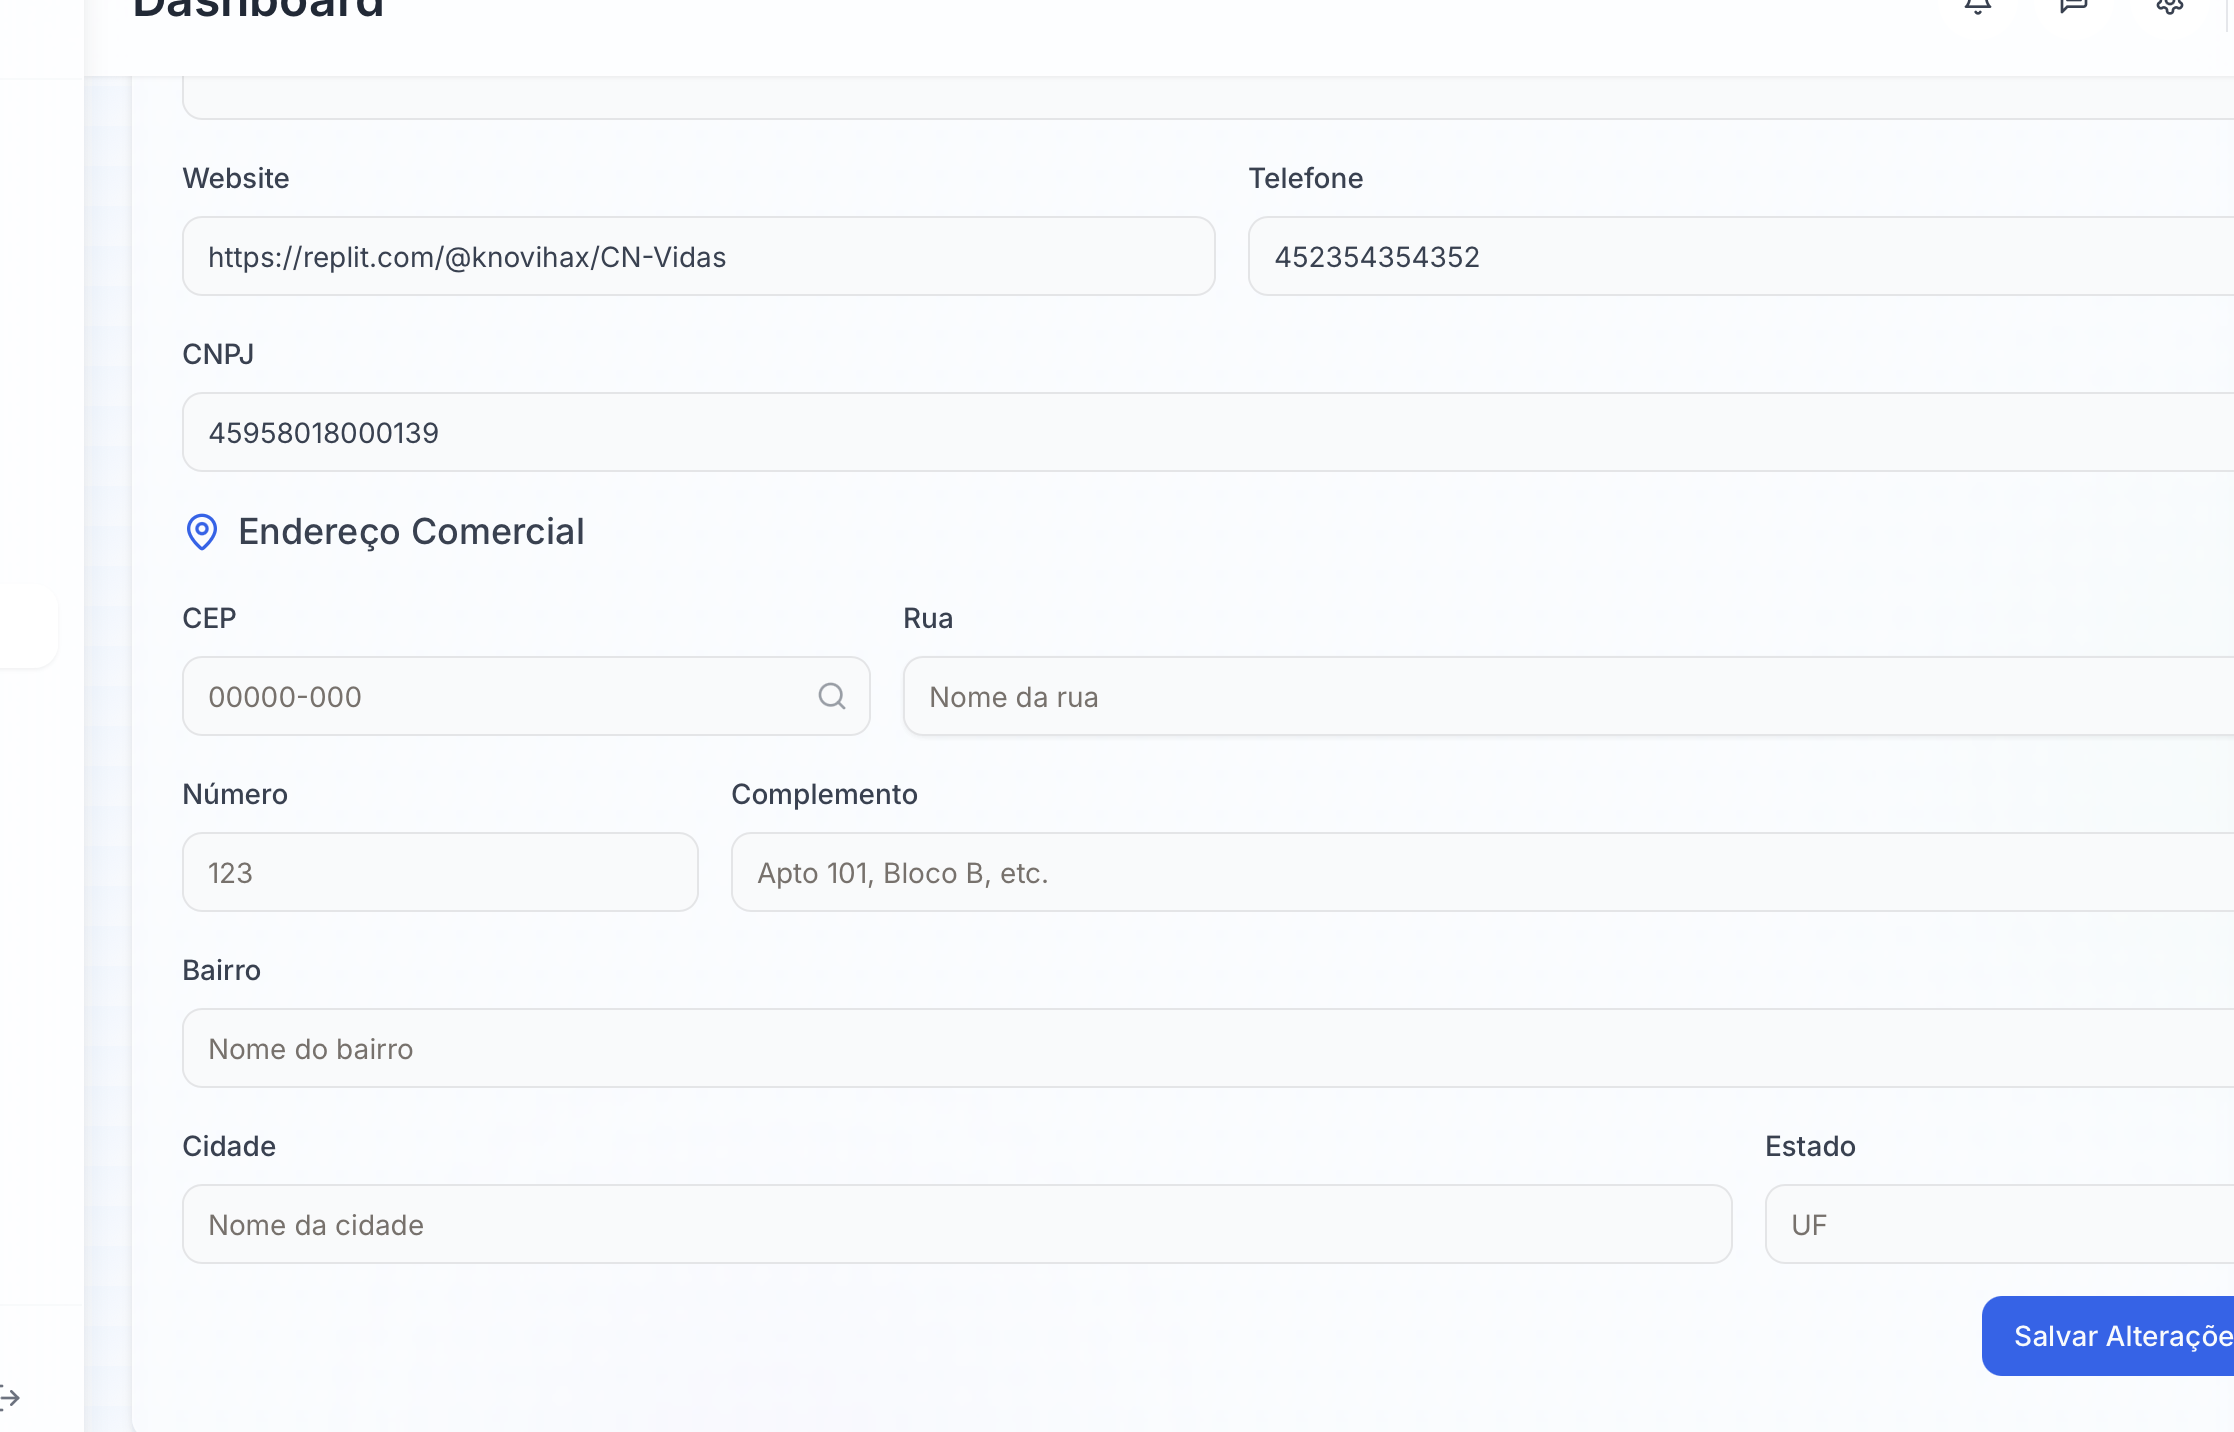 Dashboard
Website
Telefone
https://replit.com/@knovihax/CN-Vidas
452354354352
CNPJ
45958018000139
Endereço Comercial
CEP
Rua
00000-000
Nome da rua
Número
Complemento
123
Apto 101, Bloco B, etc.
Bairro
Nome do bairro
Cidade
Estado
Nome da cidade
UF
Salvar Alteraçõe